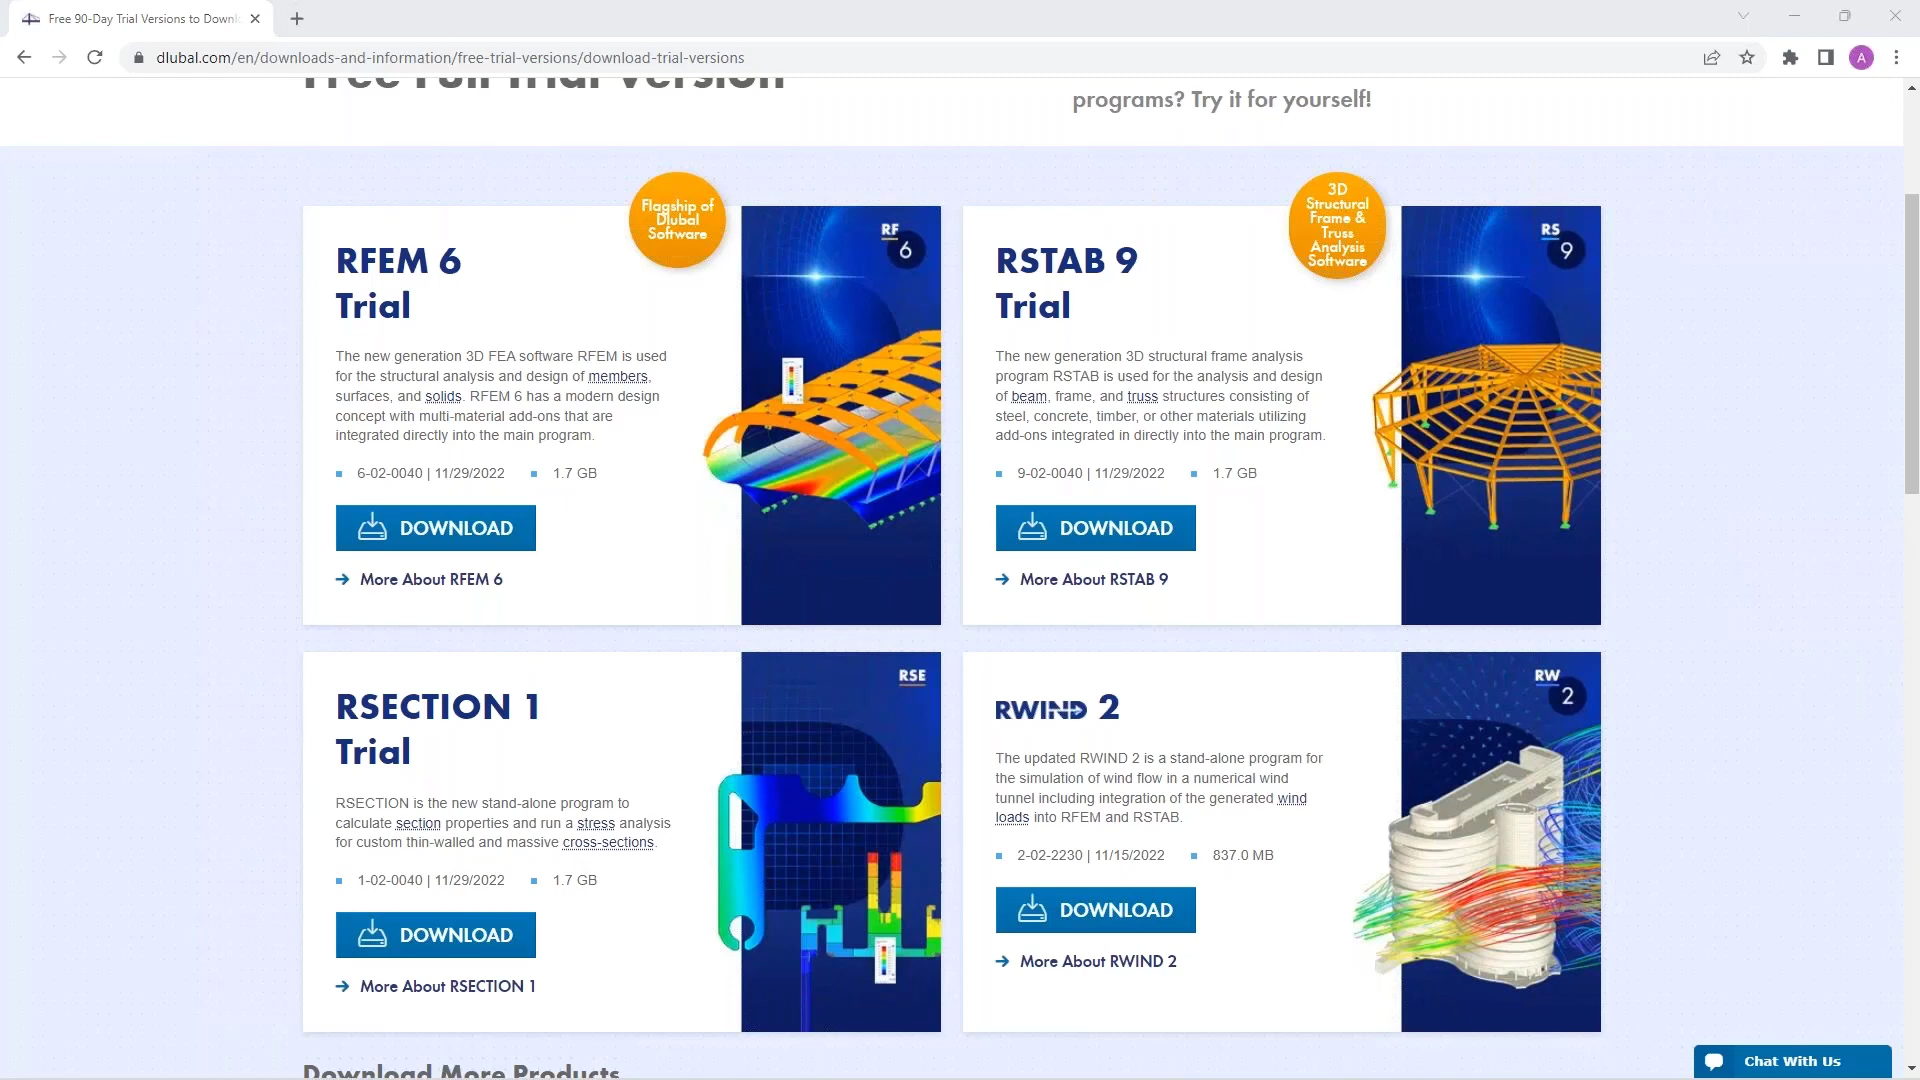 Free 90-Day Trial Versions to Downl
dlubal.com/en/downloads-and-information/free-trial-versions/download-trial-versions
A
Free Full Trial Version
programs? Try it for yourself!
Flagship of
Dlubal
Software
RF
6
RFEM 6
Trial
The new generation 3D FEA software RFEM is used
for the structural analysis and design of members,
surfaces, and solids. RFEM 6 has a modern design
concept with multi-material add-ons that are
integrated directly into the main program.
6-02-0040 | 11/29/2022
1.7 GB
DOWNLOAD
More About RFEM 6
3D
Structural
Frame &
Truss
Analysis
Software
RS
9
RSTAB 9
Trial
The new generation 3D structural frame analysis
program RSTAB is used for the analysis and design
of beam, frame, and truss structures consisting of
steel, concrete, timber, or other materials utilizing
add-ons integrated in directly into the main program.
9-02-0040 | 11/29/2022
1.7 GB
DOWNLOAD
More About RSTAB 9
RSE
RSECTION 1
Trial
RSECTION is the new stand-alone program to
calculate section properties and run a stress analysis
for custom thin-walled and massive cross-sections.
1-02-0040 | 11/29/2022
1.7 GB
DOWNLOAD
More About RSECTION 1
RW
2
RWIND 2
The updated RWIND 2 is a stand-alone program for
the simulation of wind flow in a numerical wind
tunnel including integration of the generated wind
loads into RFEM and RSTAB.
2-02-2230 | 11/15/2022
837.0 MB
DOWNLOAD
More About RWIND 2
Download More Products
Chat With Us